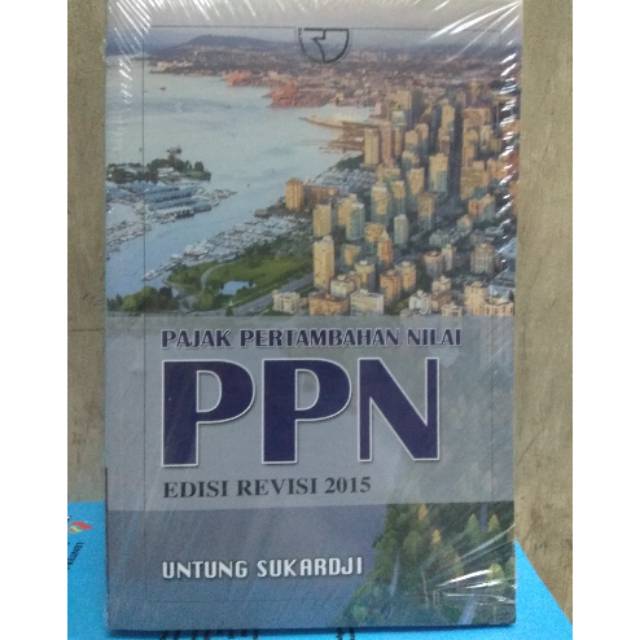 PAJAK PERTAMBAHAN NILAI
PPN
EDISI REVISI 2015
UNTUNG SUKARDJI